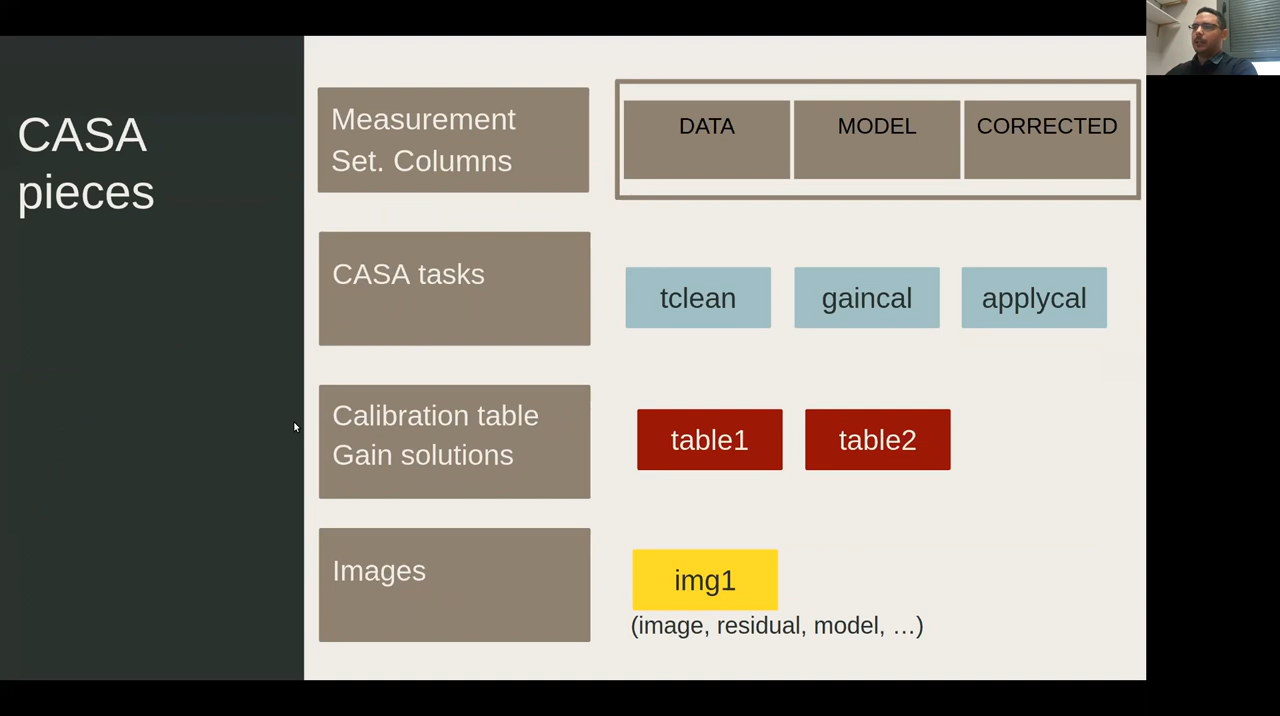 CASA
pieces
Measurement
Set. Columns
DATA
MODEL
CORRECTED
CASA tasks
tclean
gaincal
applycal
Calibration table
Gain solutions
table1
table2
Images
img1
(image, residual, model, …)